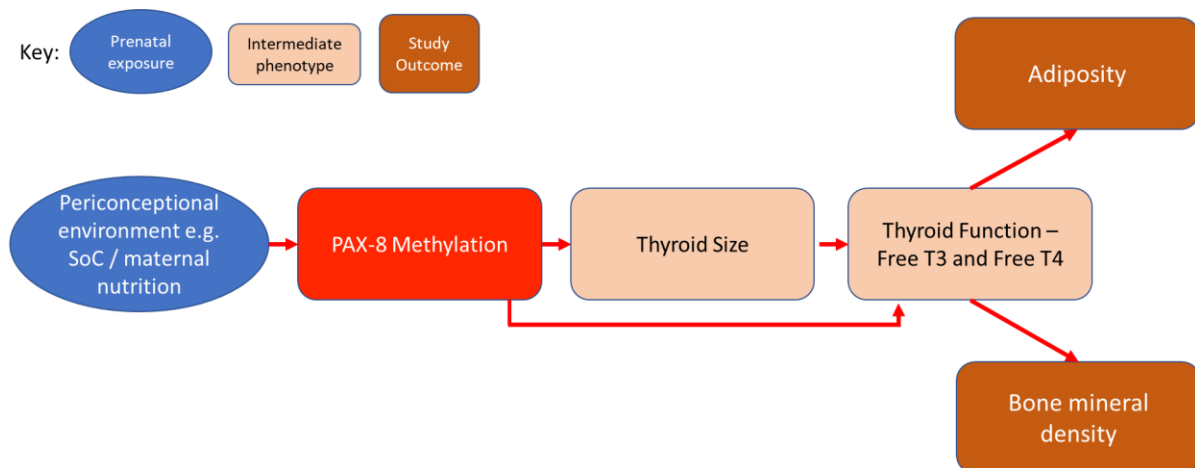 Key:
Prenatal
exposure
Intermediate
phenotype
Study
Outcome
Adiposity
Periconceptional
environment e.g.
SoC / maternal
nutrition
PAX-8 Methylation
Thyroid Size
Thyroid Function –
Free T3 and Free T4
Bone mineral
density